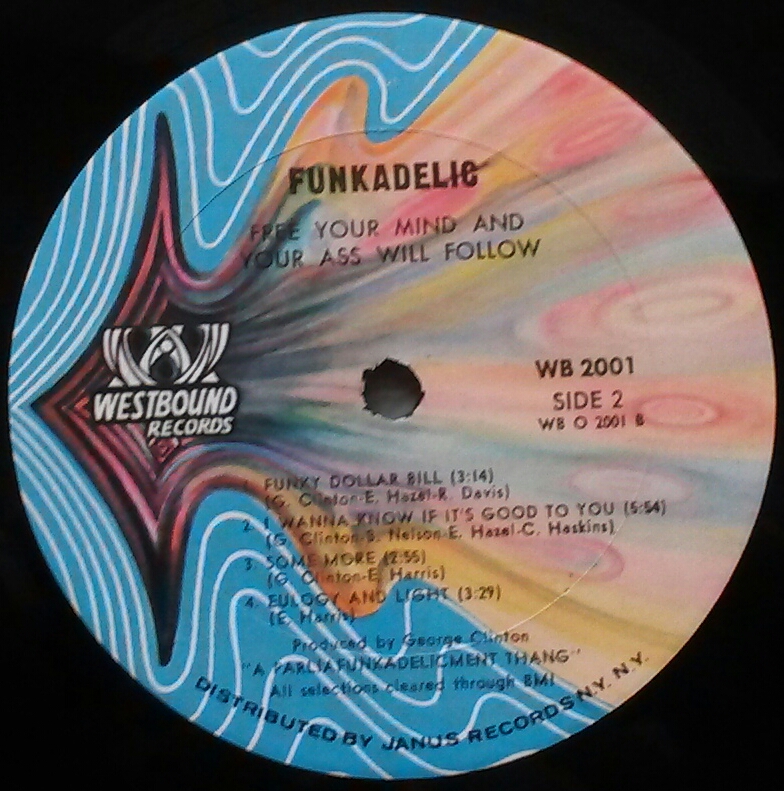 FUNKADELIC
FREE YOUR MIND AND
YOUR ASS WILL FOLLOW
WESTBOUND
RECORDS
WB 2001
SIDE 2
WB O 2001 B
1. FUNKY DOLLAR BILL (3:14)
(G. Clinton-E. Hazel-R. Davis)
2. I WANNA KNOW IF IT'S GOOD TO YOU (5:54)
(G. Clinton-B. Nelson-E. Hazel-C. Haskins)
3. SOME MORE (2:55)
(G. Clinton-E. Harris)
4. EULOGY AND LIGHT (3:29)
(E. Harris)
Produced by George Clinton
"A PARLIAFUNKADELICMENT THANG"
All selections cleared through BMI
DISTRIBUTED BY JANUS RECORDS N.Y. N.Y.